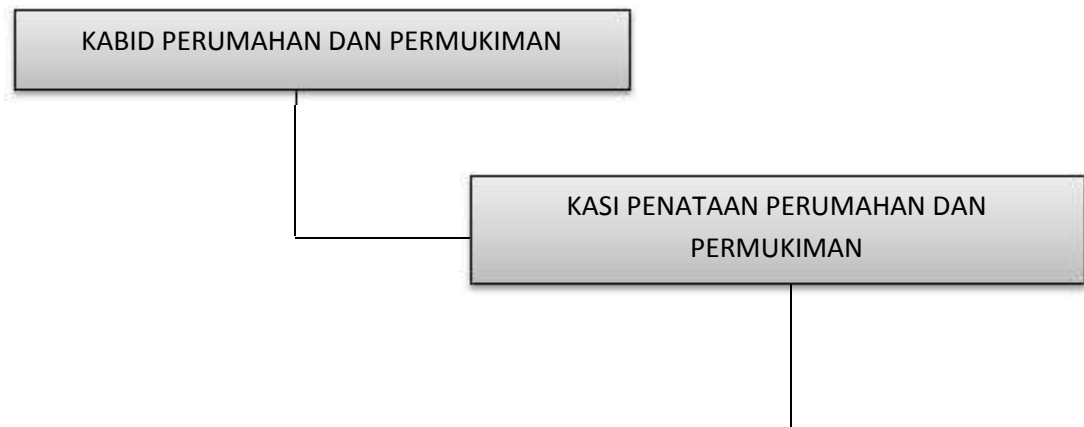 KABID PERUMAHAN DAN PERMUKIMAN
KASI PENATAAN PERUMAHAN DAN
PERMUKIMAN